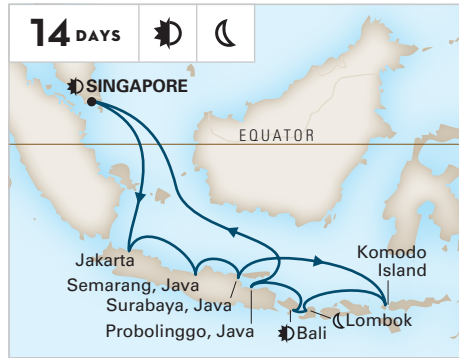 14 DAYS
SINGAPORE
EQUATOR
Jakarta
Semarang, Java
Surabaya, Java
Probolinggo, Java
Komodo
Island
Bali
Lombok